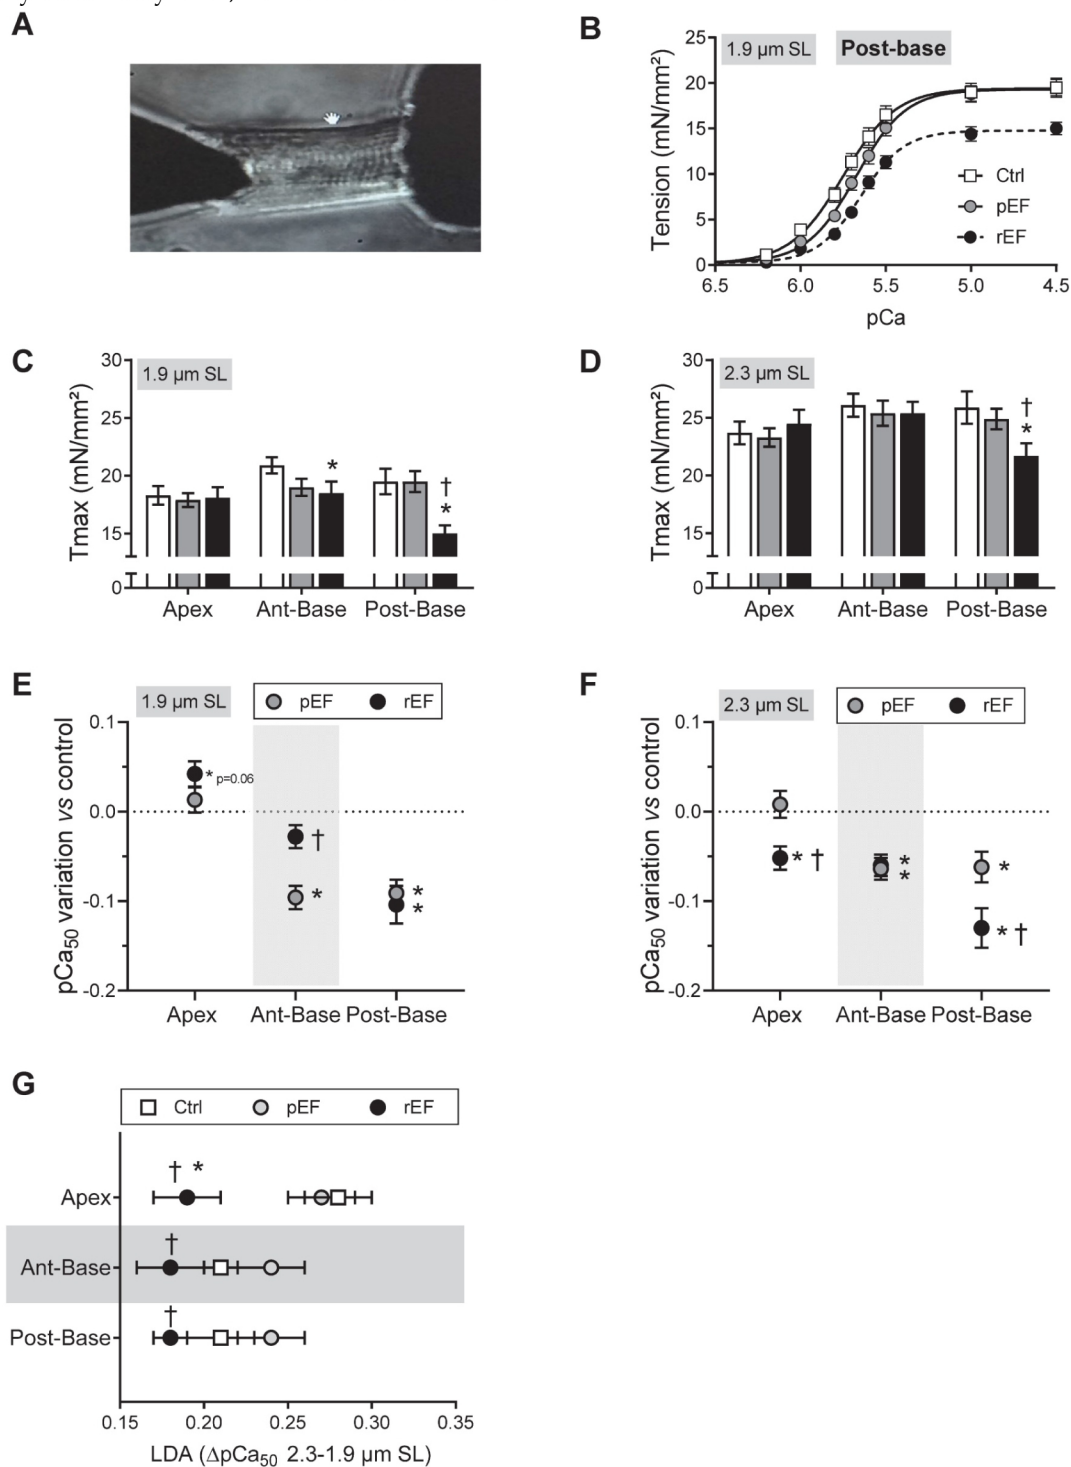 A
B
1.9 µm SL
Post-base
Tension (mN/mm²)
25
20
15
10
5
0
Ctrl
pEF
rEF
6.5 6.0 5.5 5.0 4.5
pCa
C
1.9 µm SL
Tmax (mN/mm²)
30
25
20
15
0
*
†
*
Apex Ant-Base Post-Base
D
2.3 µm SL
Tmax (mN/mm²)
30
25
20
15
0
†
*
Apex Ant-Base Post-Base
E
1.9 µm SL
pEF rEF
pCa50 variation vs control
0.1
0.0
-0.1
-0.2
* p=0.06
†
*
*
*
Apex Ant-Base Post-Base
F
2.3 µm SL
pEF rEF
pCa50 variation vs control
0.1
0.0
-0.1
-0.2
* †
*
*
*
* †
Apex Ant-Base Post-Base
G
Ctrl pEF rEF
† *
Apex
†
Ant-Base
†
Post-Base
0.15 0.20 0.25 0.30 0.35
LDA (ΔpCa50 2.3-1.9 µm SL)